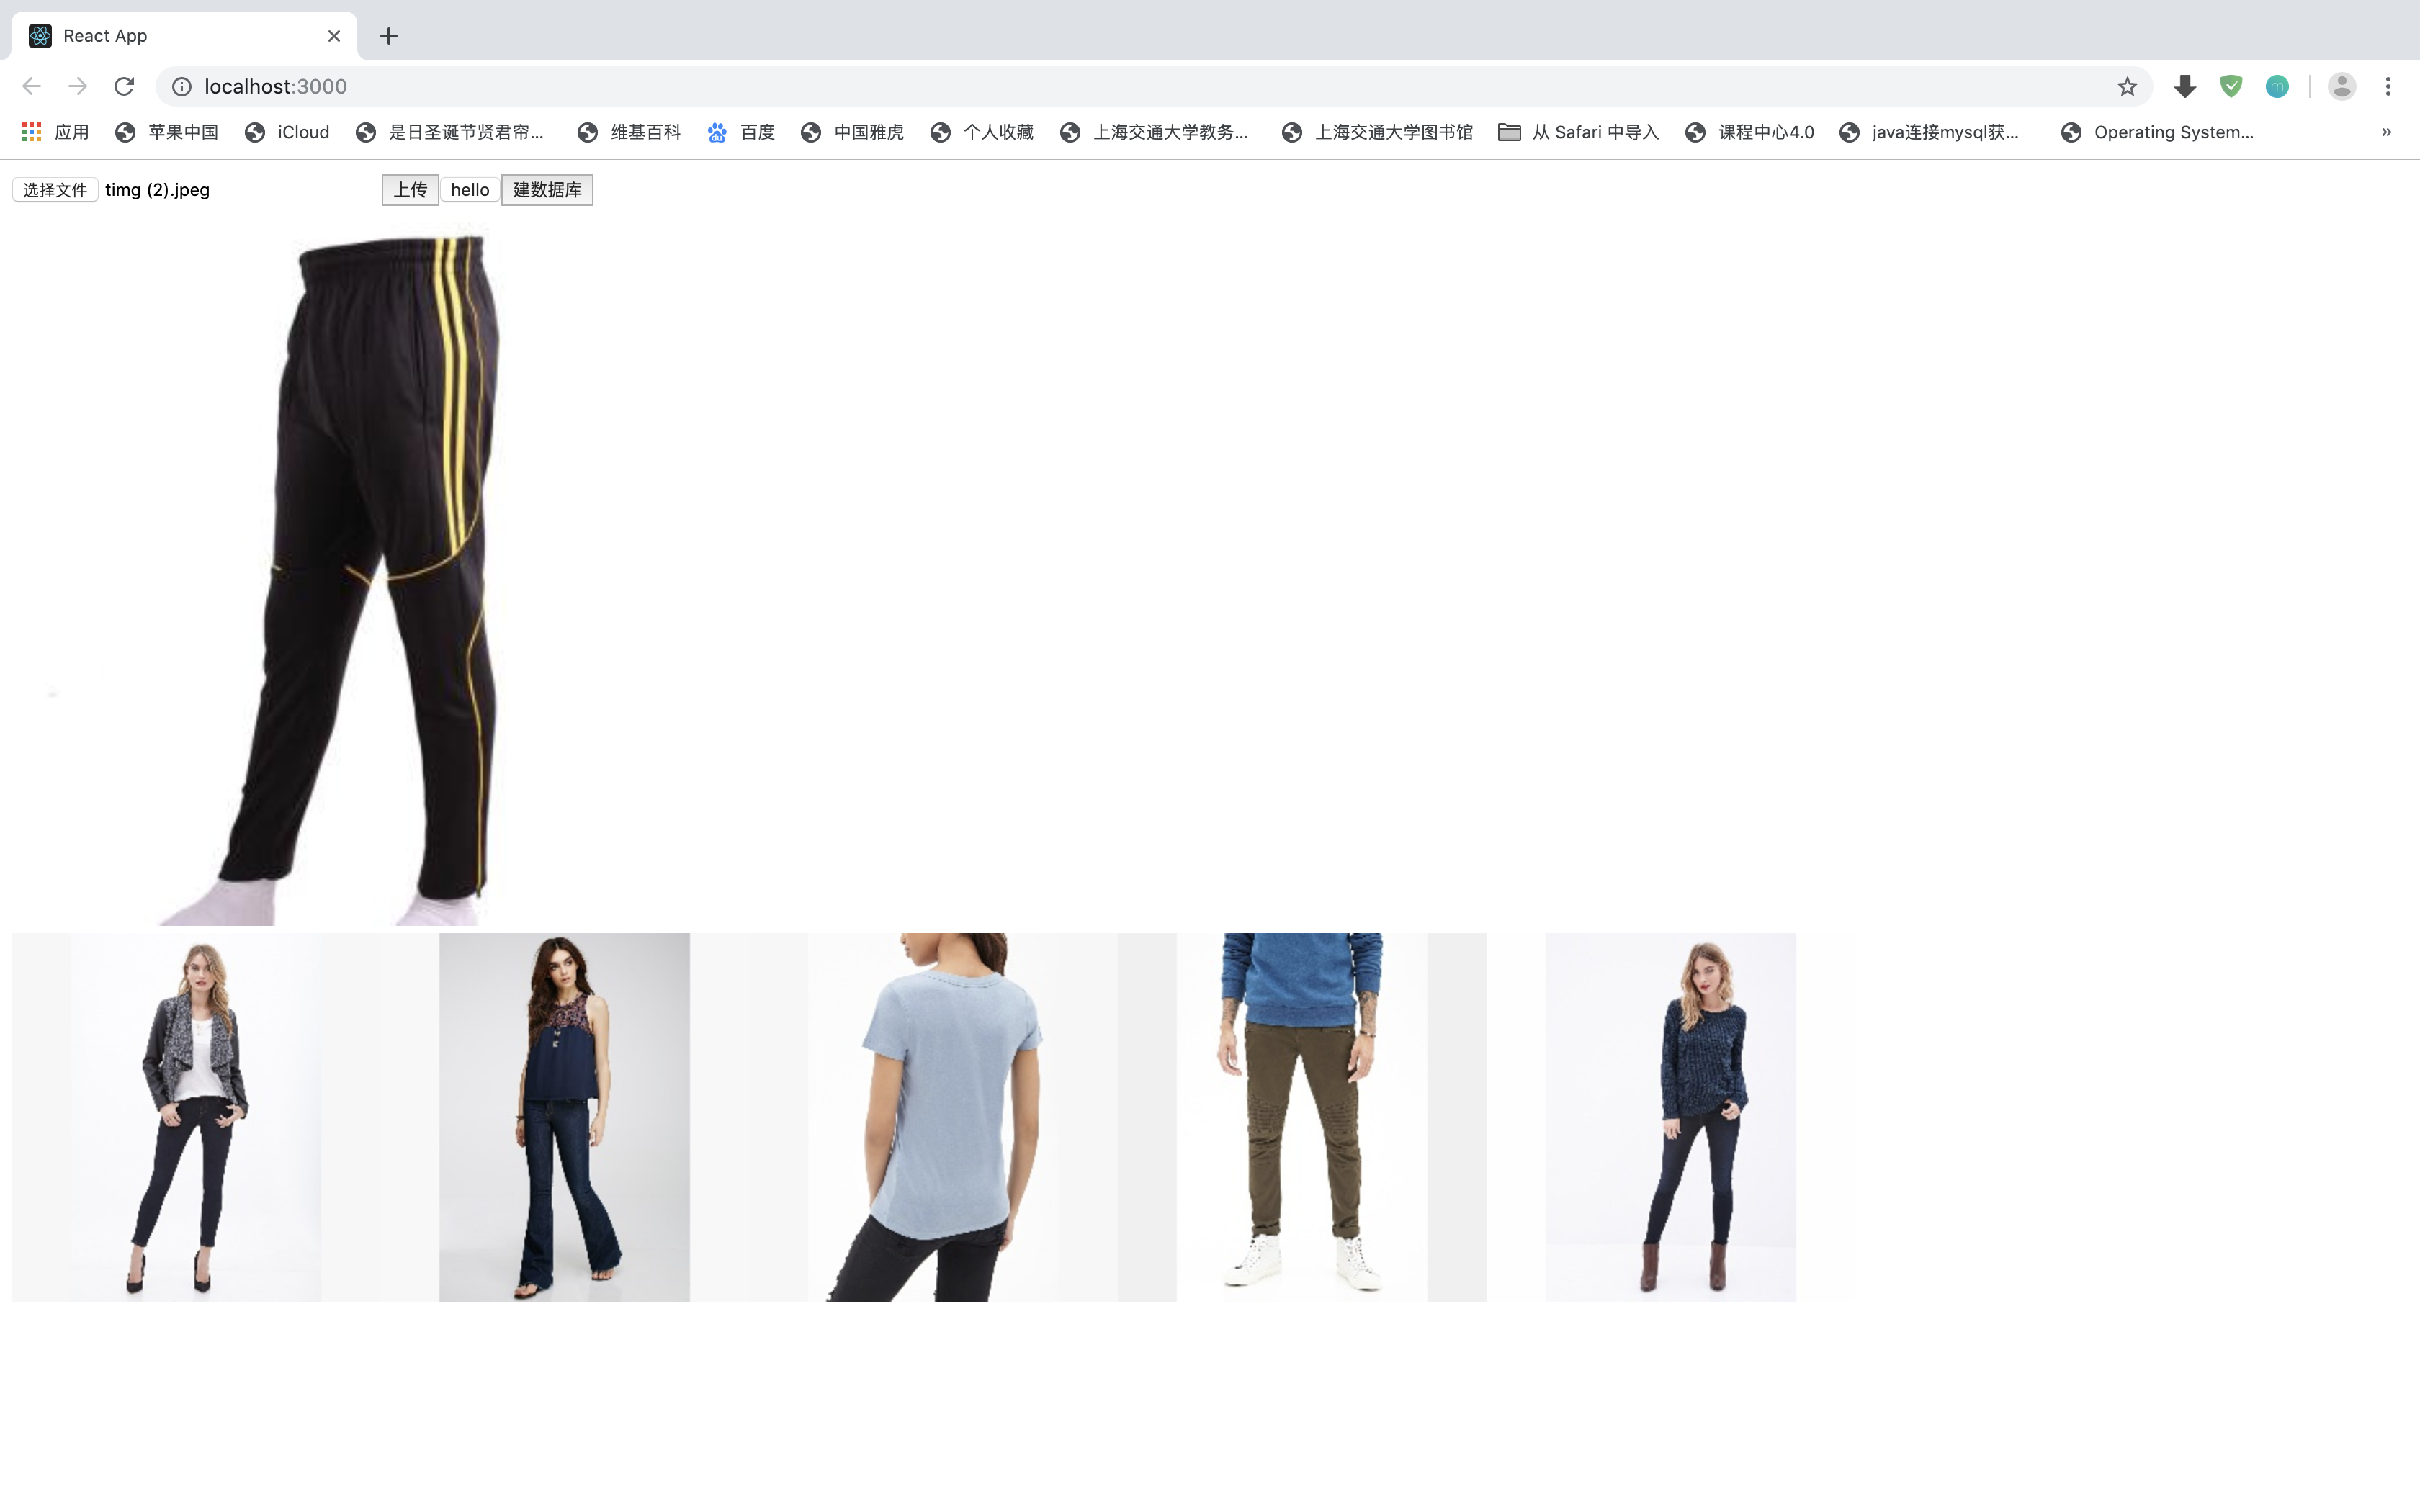 React App
localhost:3000
应用 苹果中国 iCloud 是日圣诞节贤君帘... 维基百科 百度 中国雅虎 个人收藏 上海交通大学教务... 上海交通大学图书馆 从 Safari 中导入 课程中心4.0 java连接mysql获... Operating System... »
选择文件 timg (2).jpeg 上传 hello 建数据库